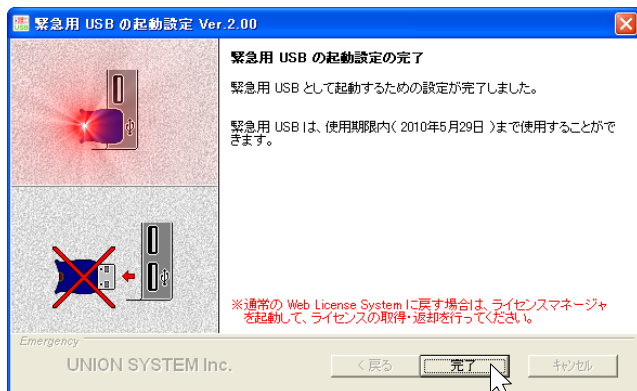 緊急用 USB の起動設定 Ver.2.00
緊急用 USB の起動設定の完了
緊急用 USB として起動するための設定が完了しました。
緊急用 USB は、使用期限内( 2010年5月29日 )まで使用することがで
きます。
※通常の Web License System に戻す場合は、ライセンスマネージャ
を起動して、ライセンスの取得・返却を行ってください。
Emergency
UNION SYSTEM Inc.
< 戻る
完了
キャンセル